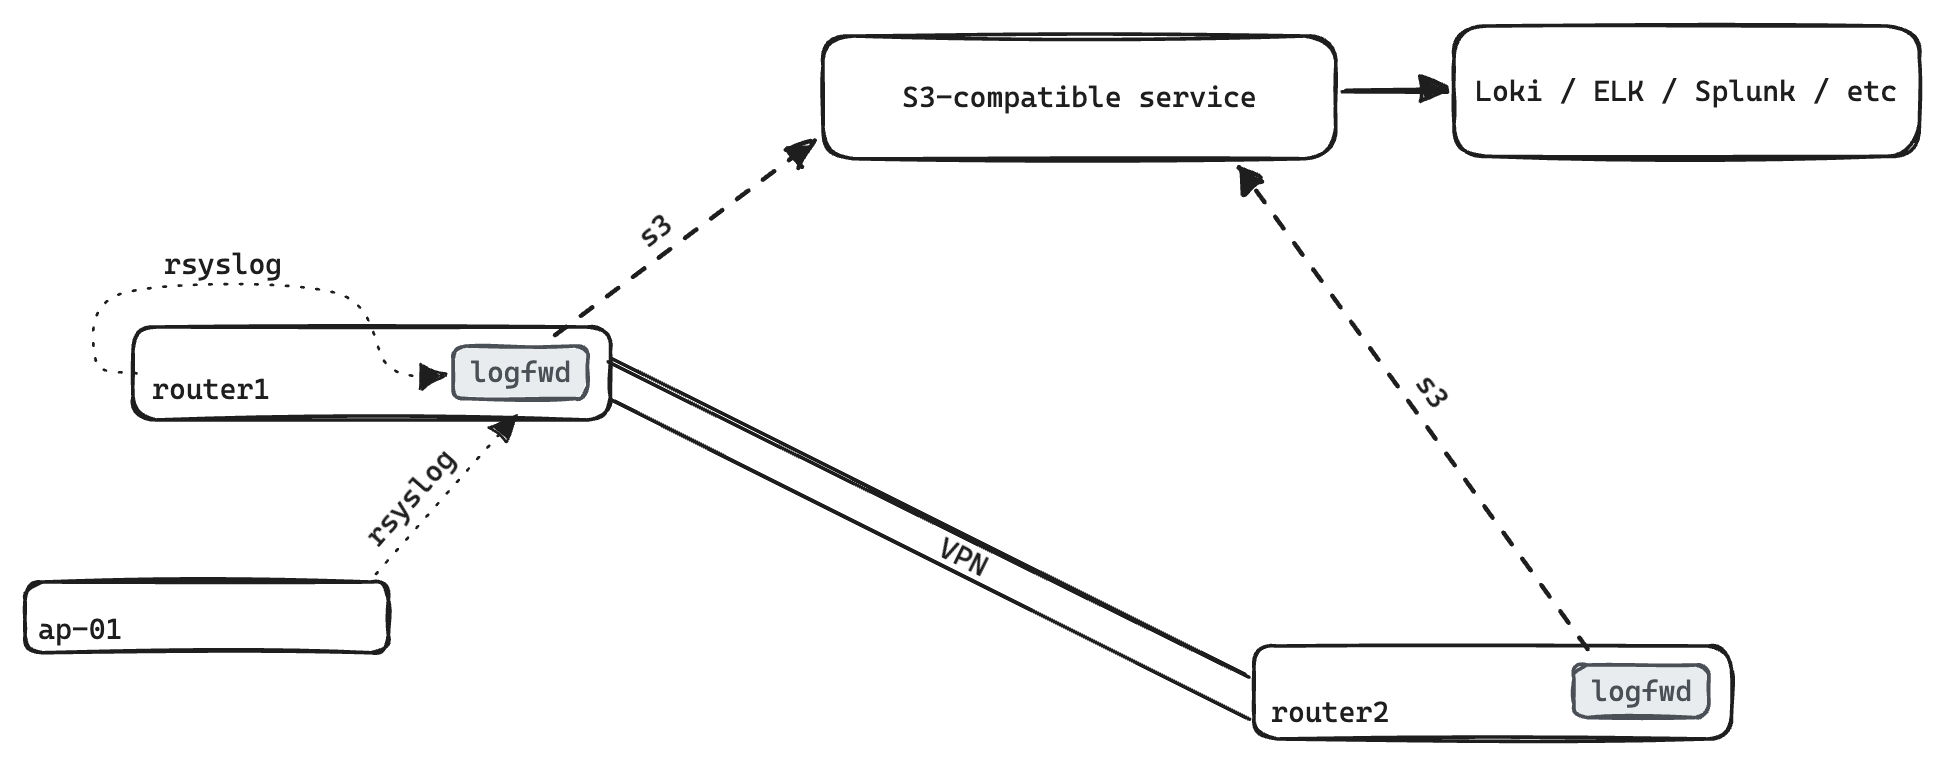 S3-compatible service
Loki / ELK / Splunk / etc
s3
rsyslog
logfwd
router1
s3
rsyslog
VPN
ap-01
logfwd
router2